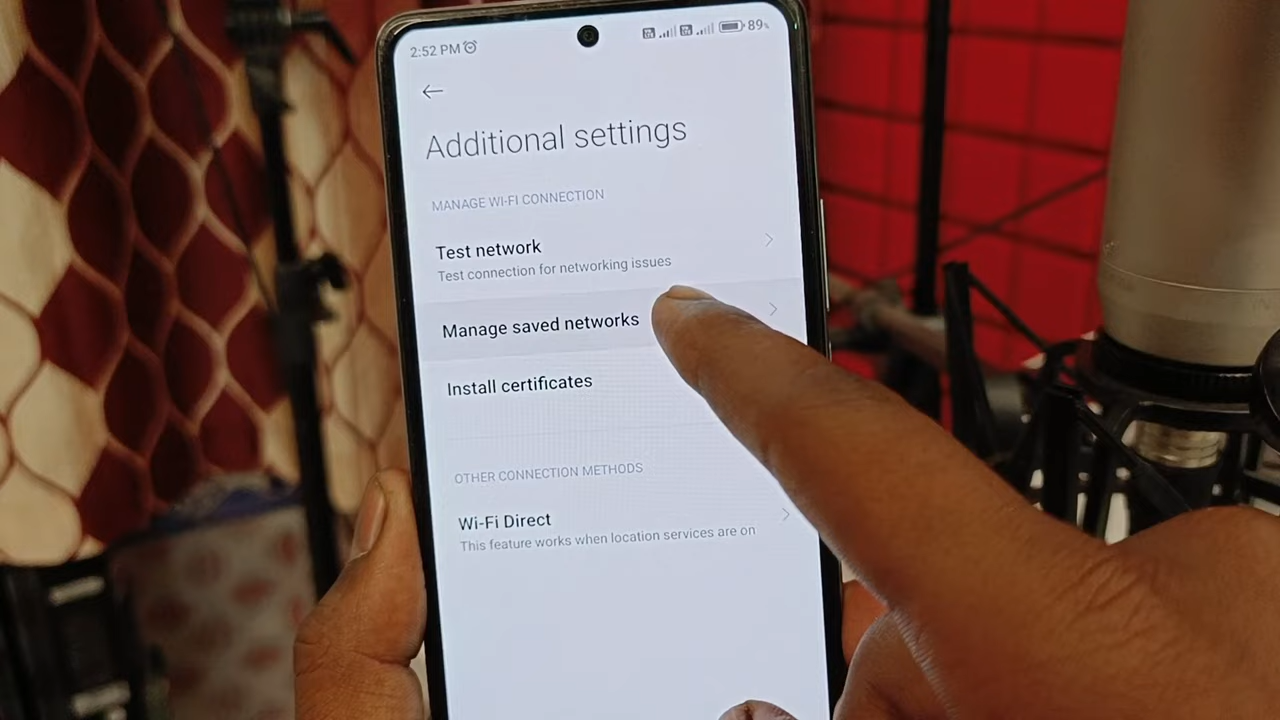 2:52 PM
89%
Additional settings
MANAGE WI-FI CONNECTION
Test network
Test connection for networking issues
Manage saved networks
Install certificates
OTHER CONNECTION METHODS
Wi-Fi Direct
This feature works when location services are on